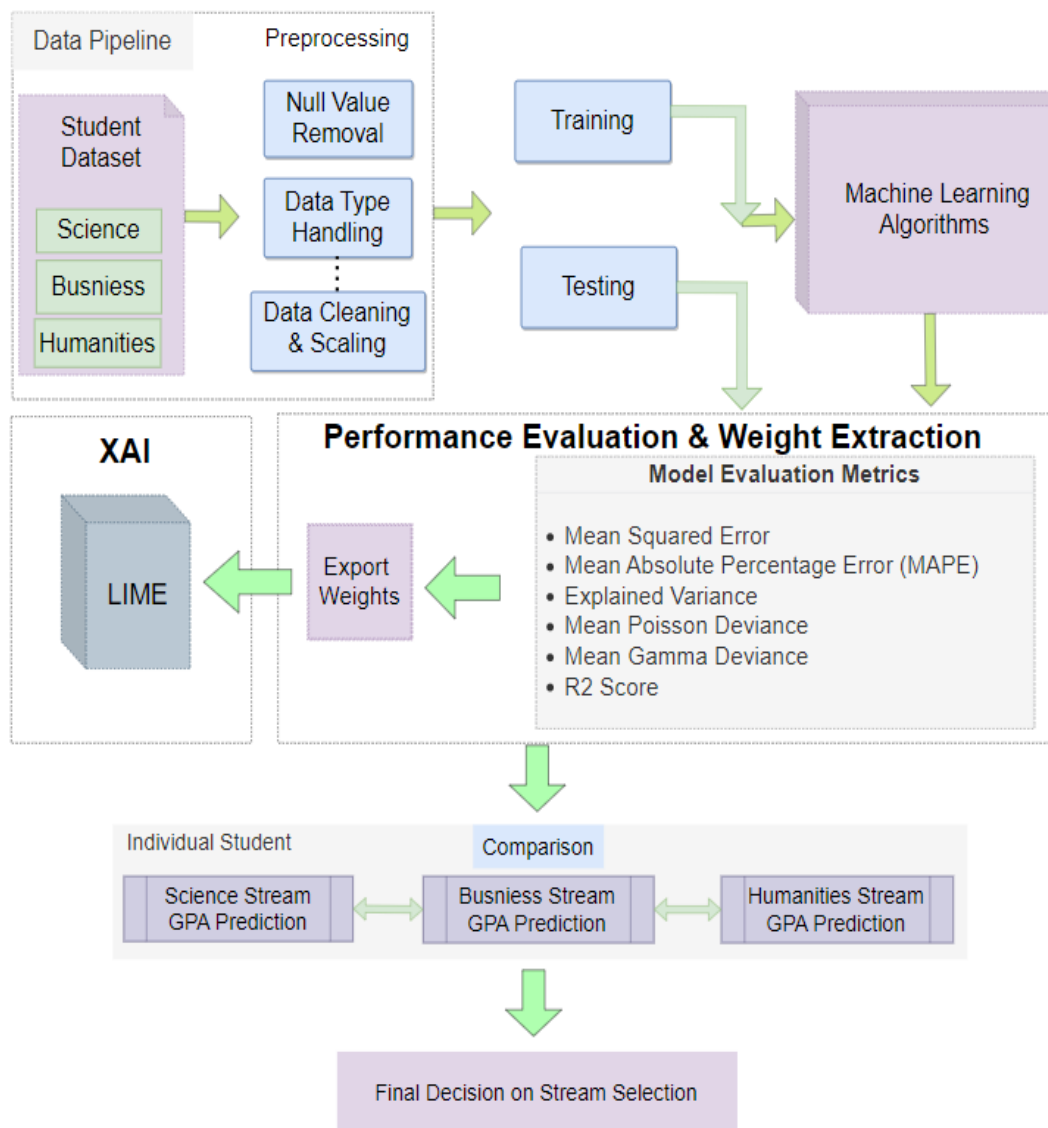 Data Pipeline
Preprocessing
Student
Dataset
Science
Busniess
Humanities
Null Value
Removal
Data Type
Handling
Data Cleaning
& Scaling
Training
Testing
Machine Learning
Algorithms
XAI
LIME
Performance Evaluation & Weight Extraction
Model Evaluation Metrics
• Mean Squared Error
• Mean Absolute Percentage Error (MAPE)
• Explained Variance
• Mean Poisson Deviance
• Mean Gamma Deviance
• R2 Score
Export
Weights
Individual Student
Comparison
Science Stream
GPA Prediction
Busniess Stream
GPA Prediction
Humanities Stream
GPA Prediction
Final Decision on Stream Selection